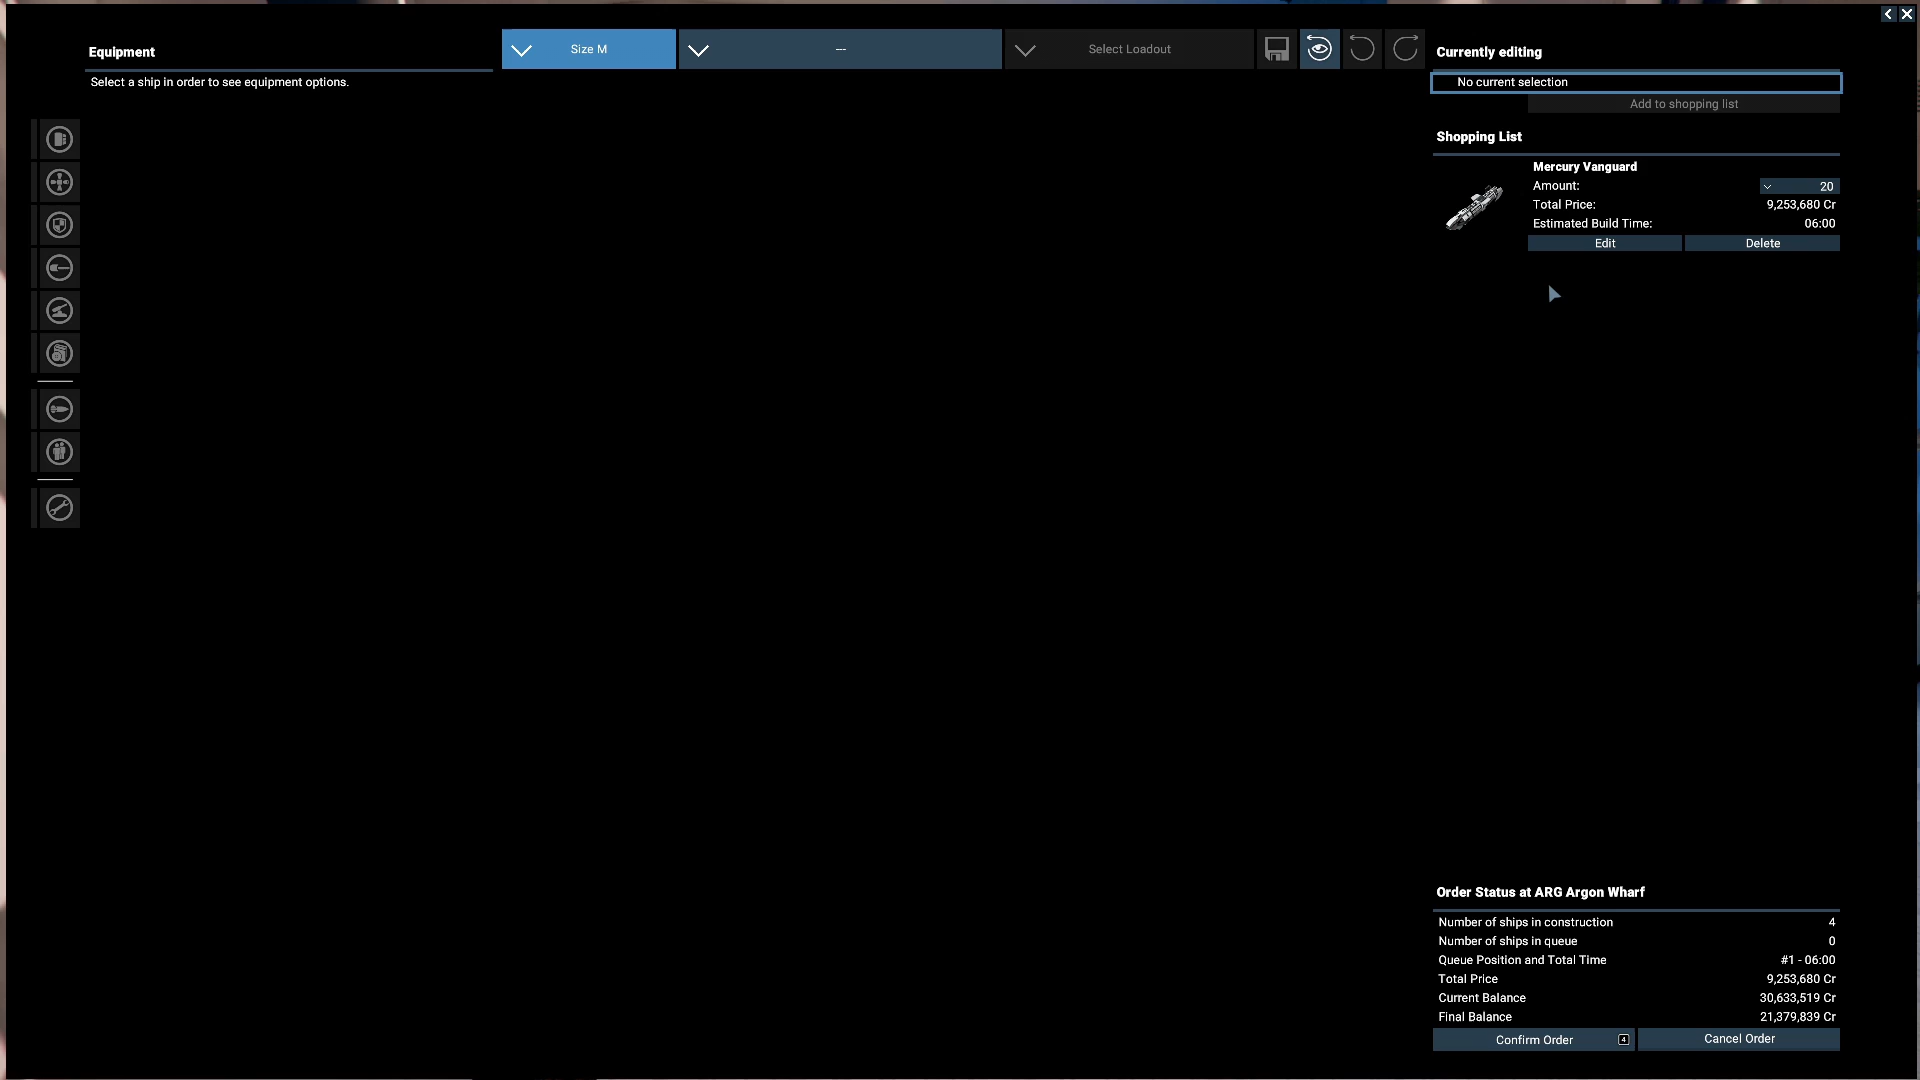 Equipment
Select a ship in order to see equipment options.
Size M
---
Select Loadout
Currently editing
No current selection
Add to shopping list
Shopping List
Mercury Vanguard
Amount: 20
Total Price: 9,253,680 Cr
Estimated Build Time: 06:00
Edit Delete
Order Status at ARG Argon Wharf
Number of ships in construction 4
Number of ships in queue 0
Queue Position and Total Time #1 - 06:00
Total Price 9,253,680 Cr
Current Balance 30,633,519 Cr
Final Balance 21,379,839 Cr
Confirm Order 4 Cancel Order